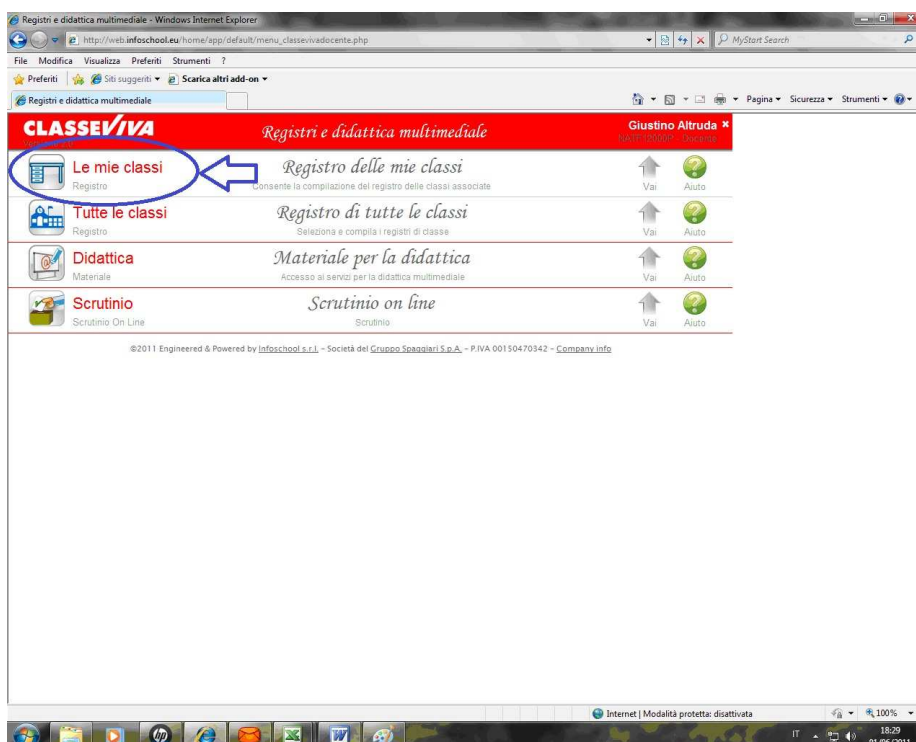 Registri e didattica multimediale - Windows Internet Explorer
http://web.infoschool.eu/home/app/default/menu_classevivadocente.php
MyStart Search
File Modifica Visualizza Preferiti Strumenti ?
Preferiti Siti suggeriti Scarica altri add-on
Registri e didattica multimediale
Pagina Sicurezza Strumenti
CLASSEVIVA Registri e didattica multimediale Giustino Altruda
Docente
Le mie classi Registro delle mie classi
Registro Consente la compilazione del registro delle classi associate Vai Aiuto
Tutte le classi Registro di tutte le classi
Registro Seleziona e compila i registri di classe Vai Aiuto
Didattica Materiale per la didattica
Materiale Accesso ai servizi per la didattica multimediale Vai Aiuto
Scrutinio Scrutinio on line
Scrutinio On Line Scrutinio Vai Aiuto
©2011 Engineered & Powered by Infoschool s.r.l. – Società del Gruppo Spaggiari S.p.A. – P.IVA 00150470342 – Company info
Internet | Modalità protetta: disattivata 100%
IT 18:29
01/06/2011